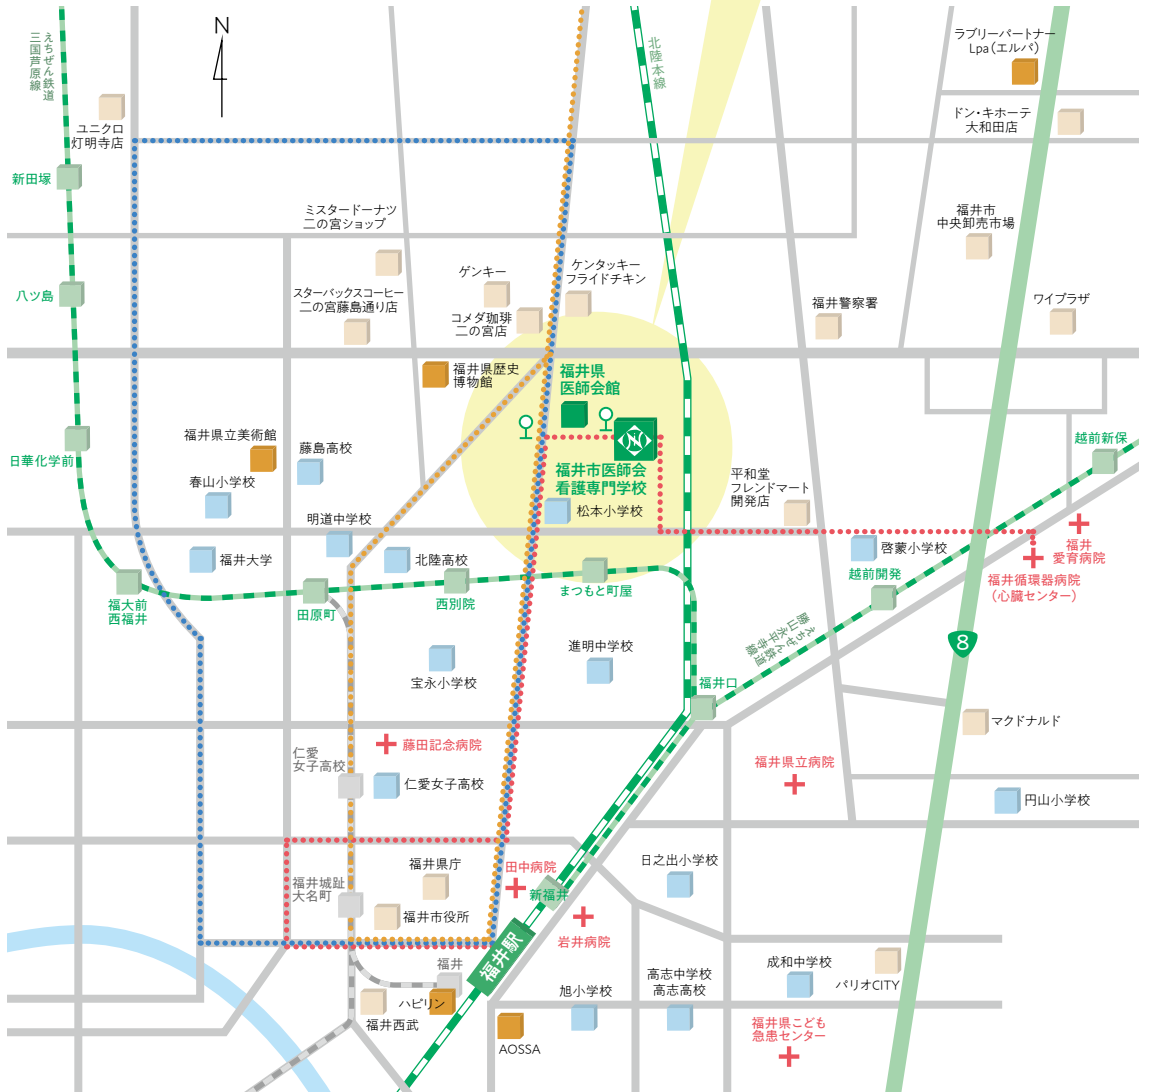 N
えちぜん鉄道
三国芦原線
北陸本線
ラブリーパートナー
Lpa(エルパ)
ユニクロ
灯明寺店
ドン・キホーテ
大和田店
新田塚
ミスタードーナツ
二の宮ショップ
福井市
中央卸売市場
ゲンキー
ケンタッキー
フライドチキン
八ツ島
スターバックスコーヒー
二の宮藤島通り店
コメダ珈琲
二の宮店
福井警察署
ワイプラザ
福井県歴史
博物館
福井県
医師会館
福井県立美術館
藤島高校
日華化学前
越前新保
春山小学校
福井市医師会
看護専門学校
平和堂
フレンドマート
開発店
松本小学校
明道中学校
福井大学
北陸高校
啓蒙小学校
福井
愛育病院
越前開発
福井循環器病院
(心臓センター)
福大前
西福井
田原町
西別院
まつもと町屋
えちぜん鉄道
勝山永平寺線
8
宝永小学校
進明中学校
福井口
マクドナルド
仁愛
女子高校
藤田記念病院
仁愛女子高校
福井県立病院
円山小学校
福井県庁
田中病院
日之出小学校
福井城趾
大名町
新福井
福井市役所
岩井病院
福井駅
福井
ハピリン
福井西武
旭小学校
高志中学校
高志高校
成和中学校
パリオCITY
AOSSA
福井県こども
急患センター